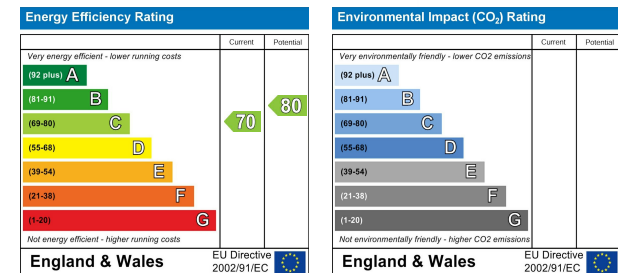 Energy Efficiency Rating
Current Potential
Very energy efficient - lower running costs
(92 plus) A
(81-91) B
(69-80) C
(55-68) D
(39-54) E
(21-38) F
(1-20) G
70
80
Not energy efficient - higher running costs
England & Wales
EU Directive
2002/91/EC
Environmental Impact (CO₂) Rating
Current Potential
Very environmentally friendly - lower CO2 emissions
(92 plus) A
(81-91) B
(69-80) C
(55-68) D
(39-54) E
(21-38) F
(1-20) G
Not environmentally friendly - higher CO2 emissions
England & Wales
EU Directive
2002/91/EC